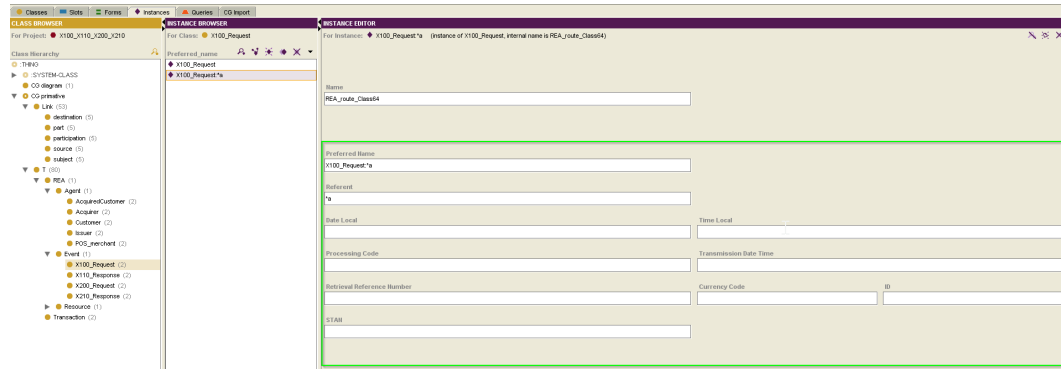 Classes Slots Forms Instances Queries CG Import
CLASS BROWSER
For Project: X100_X110_X200_X210
Class Hierarchy
:THING
:SYSTEM-CLASS
CG diagram (1)
CG primative
Link (53)
destination (5)
part (5)
participation (5)
source (5)
subject (5)
T (80)
REA (1)
Agent (1)
AcquiredCustomer (2)
Acquirer (2)
Customer (2)
Issuer (2)
POS_merchant (2)
Event (1)
X100_Request (2)
X110_Response (2)
X200_Request (2)
X210_Response (2)
Resource (1)
Transaction (2)
INSTANCE BROWSER
For Class: X100_Request
Preferred_name
X100_Request
X100_Request:*a
INSTANCE EDITOR
For Instance: X100_Request:*a (instance of X100_Request, internal name is REA_route_Class64)
Name
REA_route_Class64
Preferred Name
X100_Request:*a
Referent
*a
Date Local Time Local
Processing Code Transmission Date Time
Retrieval Reference Number Currency Code ID
STAN